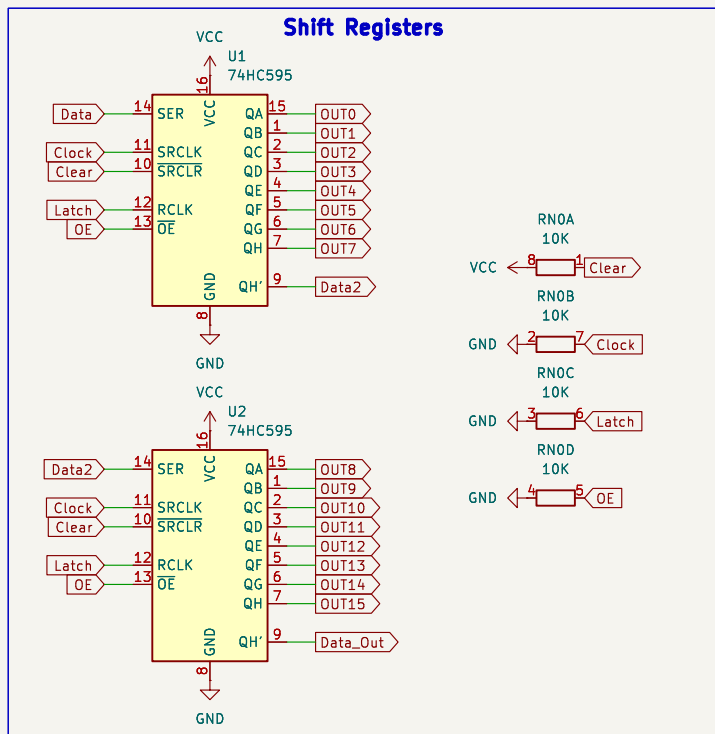 Shift Registers
VCC
U1
74HC595
16
VCC
Data 14 SER QA 15 OUT0
QB 1 OUT1
Clock 11 SRCLK QC 2 OUT2
Clear 10 SRCLR QD 3 OUT3
QE 4 OUT4
Latch 12 RCLK QF 5 OUT5
OE 13 OE QG 6 OUT6
QH 7 OUT7
GND QH' 9 Data2
8
GND
VCC
U2
74HC595
16
VCC
Data2 14 SER QA 15 OUT8
QB 1 OUT9
Clock 11 SRCLK QC 2 OUT10
Clear 10 SRCLR QD 3 OUT11
QE 4 OUT12
Latch 12 RCLK QF 5 OUT13
OE 13 OE QG 6 OUT14
QH 7 OUT15
GND QH' 9 Data_Out
8
GND
RN0A
10K
VCC 8 1 Clear
RN0B
10K
GND 2 7 Clock
RN0C
10K
GND 3 6 Latch
RN0D
10K
GND 4 5 OE